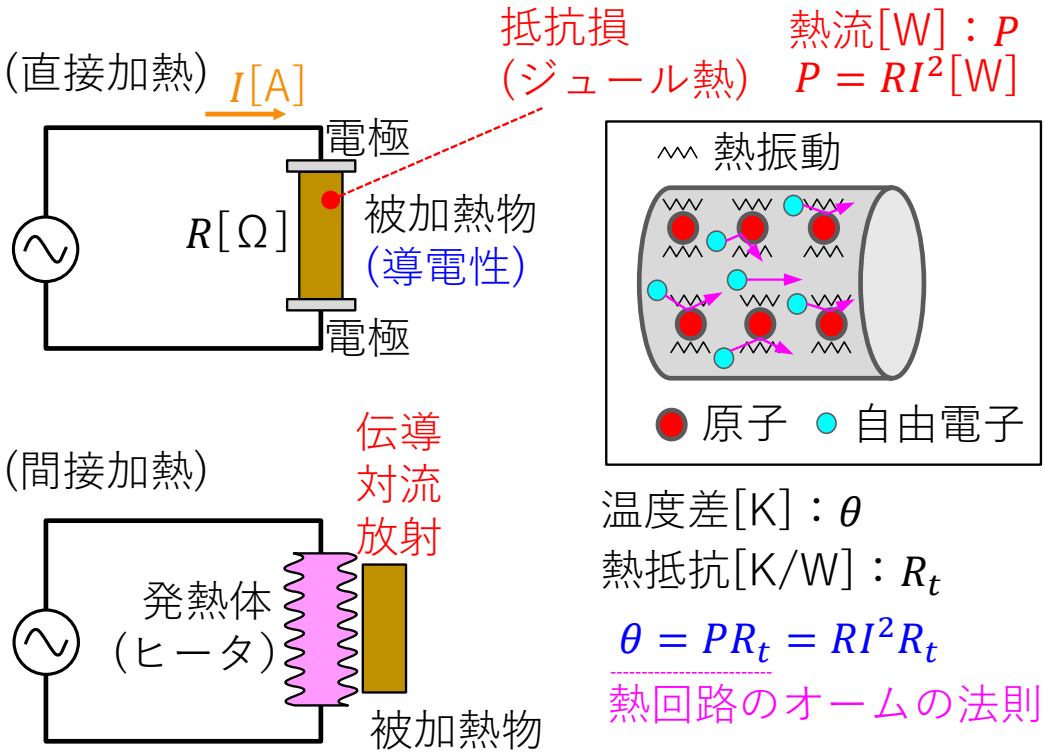 (直接加熱)
I[A]
抵抗損
(ジュール熱)
熱流[W]：P
P = RI²[W]
電極
R[Ω]
被加熱物
(導電性)
電極
熱振動
原子
自由電子
(間接加熱)
伝導
対流
放射
発熱体
(ヒータ)
被加熱物
温度差[K]：θ
熱抵抗[K/W]：Rₜ
θ = PRₜ = RI²Rₜ
熱回路のオームの法則